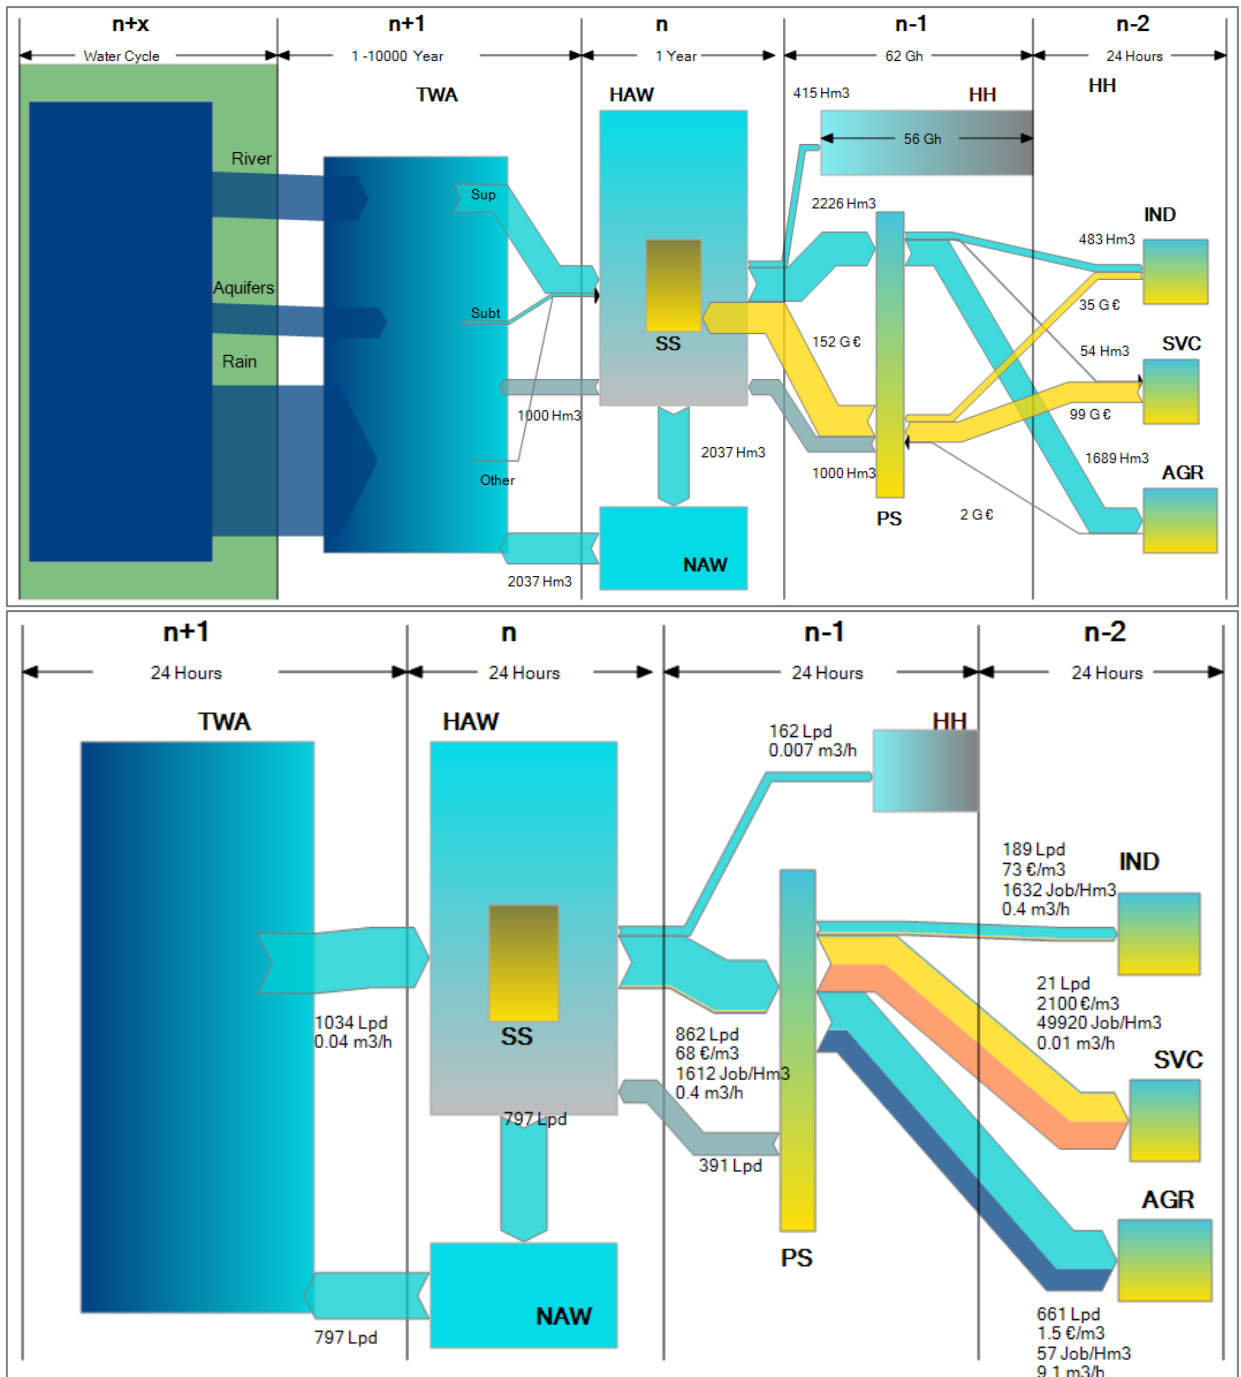 n+x n+1 n n-1 n-2
Water Cycle 1 -10000 Year 1 Year 62 Gh 24 Hours
TWA HAW 415 Hm3 HH HH
56 Gh
River
Sup
2226 Hm3
IND
483 Hm3
Aquifers
35 G €
Subt
SS
152 G €
SVC
54 Hm3
Rain
99 G €
1000 Hm3
2037 Hm3
1689 Hm3
Other
1000 Hm3
AGR
PS
2 G €
NAW
2037 Hm3
n+1 n n-1 n-2
24 Hours 24 Hours 24 Hours 24 Hours
TWA HAW HH
162 Lpd
0.007 m3/h
189 Lpd
73 €/m3
1632 Job/Hm3
0.4 m3/h
IND
SS
1034 Lpd
0.04 m3/h
862 Lpd
68 €/m3
1612 Job/Hm3
0.4 m3/h
21 Lpd
2100 €/m3
49920 Job/Hm3
0.01 m3/h
SVC
797 Lpd
391 Lpd
AGR
PS
NAW
797 Lpd
661 Lpd
1.5 €/m3
57 Job/Hm3
9.1 m3/h